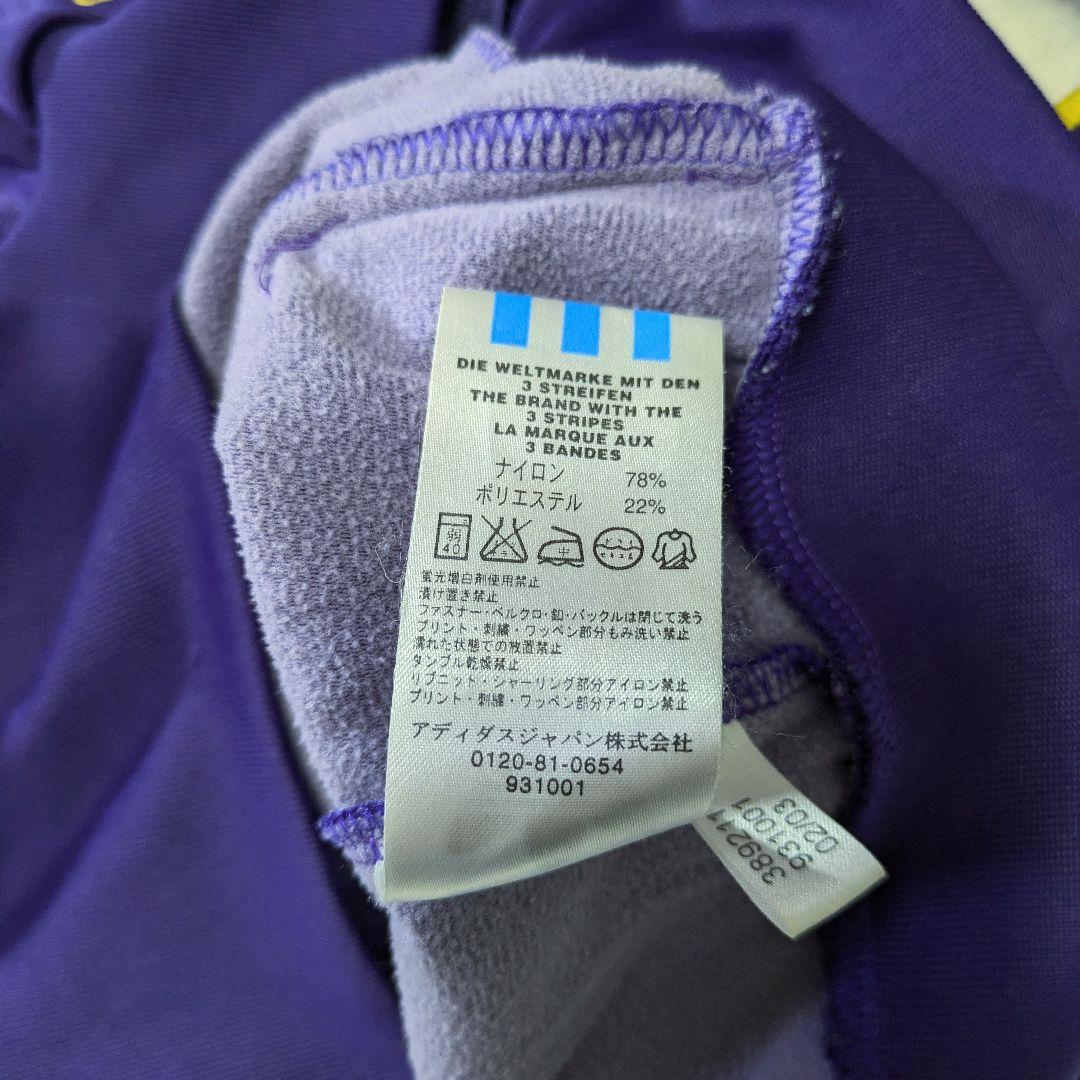 DIE WELTMARKE MIT DEN
3 STREIFEN
THE BRAND WITH THE
3 STRIPES
LA MARQUE AUX
3 BANDES
ナイロン 78%
ポリエステル 22%
弱
40
中
蛍光増白剤使用禁止
漬け置き禁止
ファスナー・ベルクロ・釦・バックルは閉じて洗う
プリント・刺繍・ワッペン部分もみ洗い禁止
濡れた状態での放置禁止
タンブル乾燥禁止
リブニット・シャーリング部分アイロン禁止
プリント・刺繍・ワッペン部分アイロン禁止
アディダスジャパン株式会社
0120-81-0654
931001
389211
931001
02/03